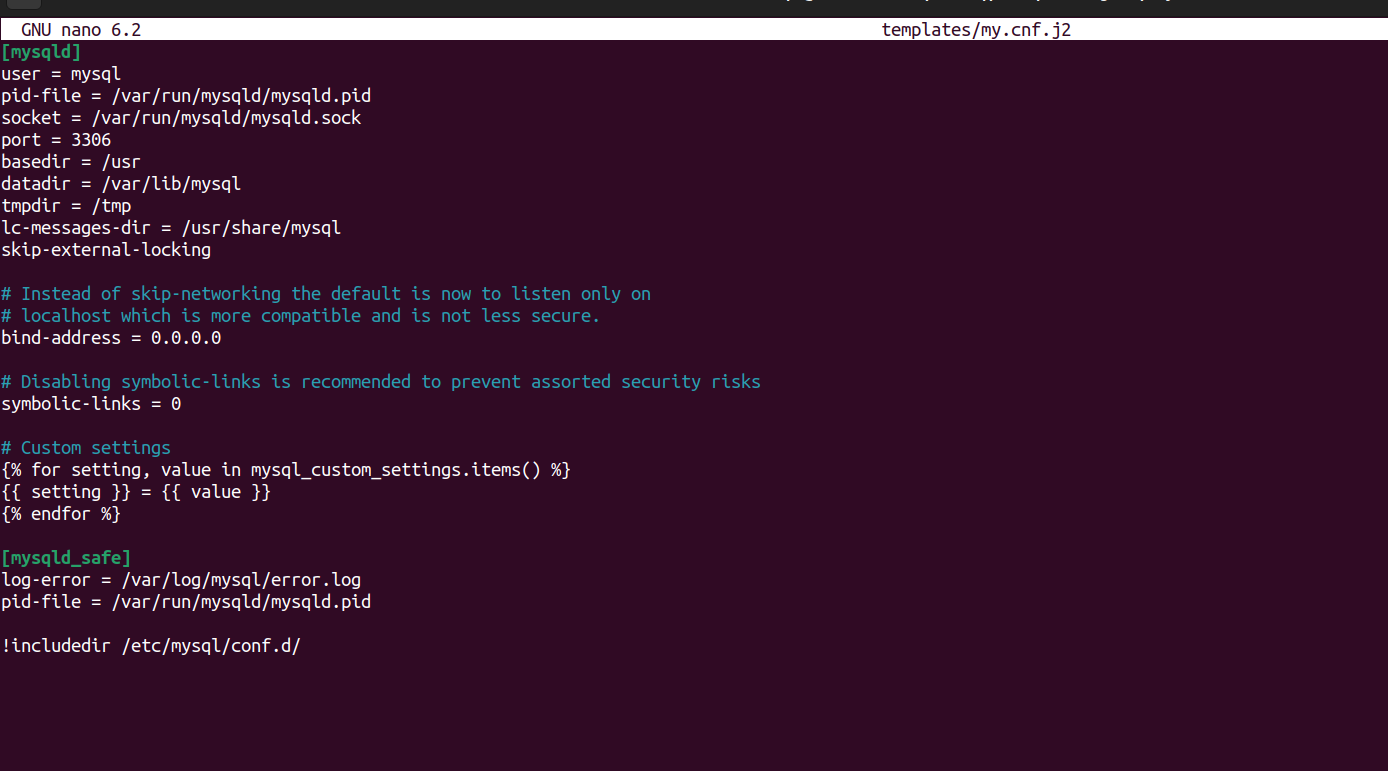 GNU nano 6.2 templates/my.cnf.j2
[mysqld]
user = mysql
pid-file = /var/run/mysqld/mysqld.pid
socket = /var/run/mysqld/mysqld.sock
port = 3306
basedir = /usr
datadir = /var/lib/mysql
tmpdir = /tmp
lc-messages-dir = /usr/share/mysql
skip-external-locking
# Instead of skip-networking the default is now to listen only on
# localhost which is more compatible and is not less secure.
bind-address = 0.0.0.0
# Disabling symbolic-links is recommended to prevent assorted security risks
symbolic-links = 0
# Custom settings
{% for setting, value in mysql_custom_settings.items() %}
{{ setting }} = {{ value }}
{% endfor %}
[mysqld_safe]
log-error = /var/log/mysql/error.log
pid-file = /var/run/mysqld/mysqld.pid
!includedir /etc/mysql/conf.d/